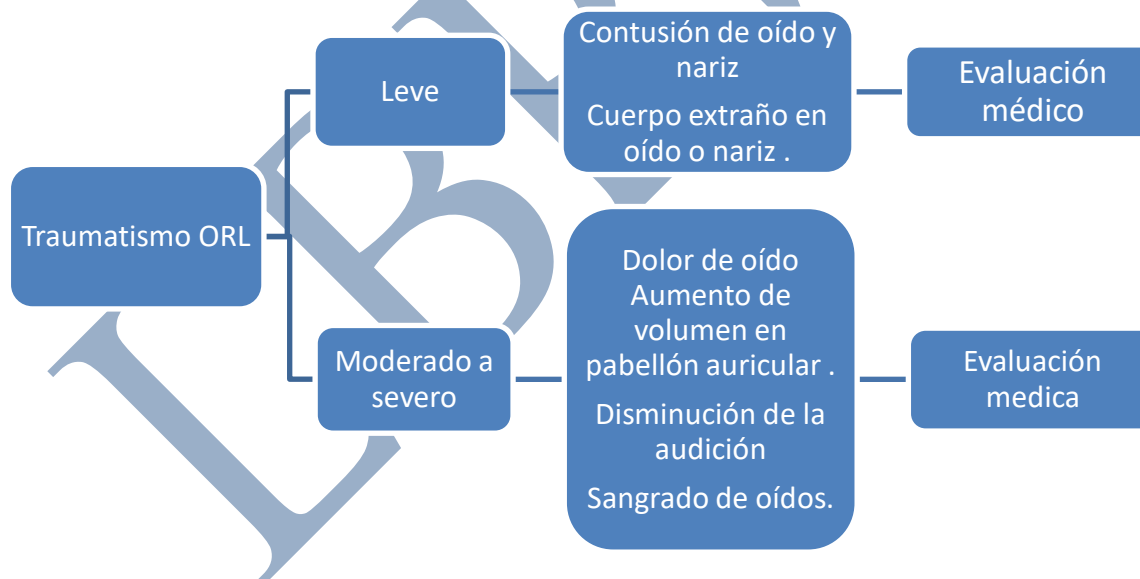 Traumatismo ORL
Leve
Contusión de oído y
nariz
Cuerpo extraño en
oído o nariz .
Evaluación
médico
Moderado a
severo
Dolor de oído
Aumento de
volumen en
pabellón auricular .
Disminución de la
audición
Sangrado de oídos.
Evaluación
medica